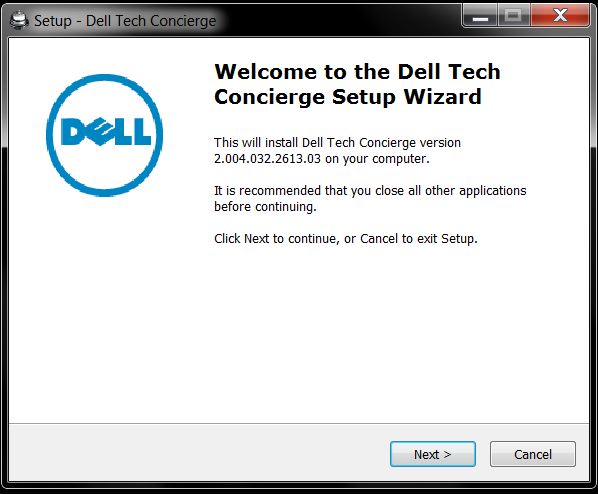 Setup - Dell Tech Concierge
DELL
Welcome to the Dell Tech
Concierge Setup Wizard
This will install Dell Tech Concierge version
2.004.032.2613.03 on your computer.
It is recommended that you close all other applications
before continuing.
Click Next to continue, or Cancel to exit Setup.
Next >
Cancel